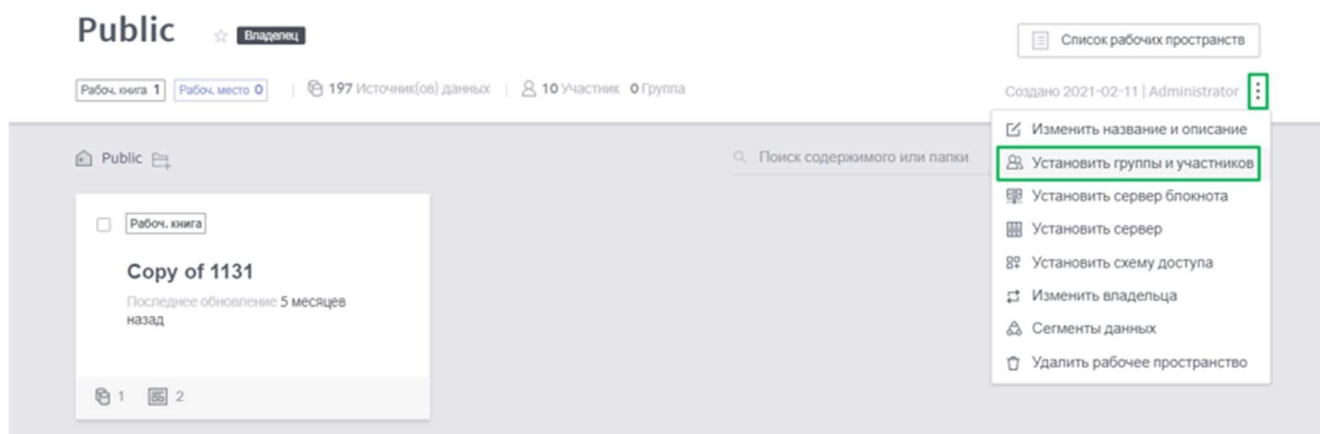 Public
Владелец
Список рабочих пространств
Рабоч. книга 1 Рабоч. место 0 | 197 Источник(ов) данных | 10 Участник 0 Группа
Создано 2021-02-11 | Administrator
Public
Поиск содержимого или папки
Изменить название и описание
Установить группы и участников
Установить сервер блокнота
Установить сервер
Установить схему доступа
Изменить владельца
Сегменты данных
Удалить рабочее пространство
Рабоч. книга
Copy of 1131
Последнее обновление 5 месяцев
назад
1 2